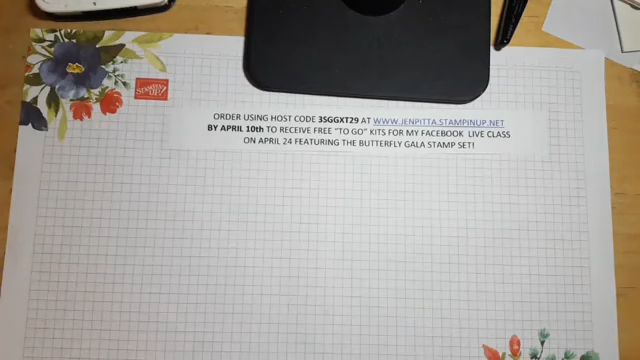 STAMPIN' UP!
ORDER USING HOST CODE 3SGGXT29 AT WWW.JENPITTA.STAMPINUP.NET
BY APRIL 10th TO RECEIVE FREE "TO GO" KITS FOR MY FACEBOOK LIVE CLASS
ON APRIL 24 FEATURING THE BUTTERFLY GALA STAMP SET!